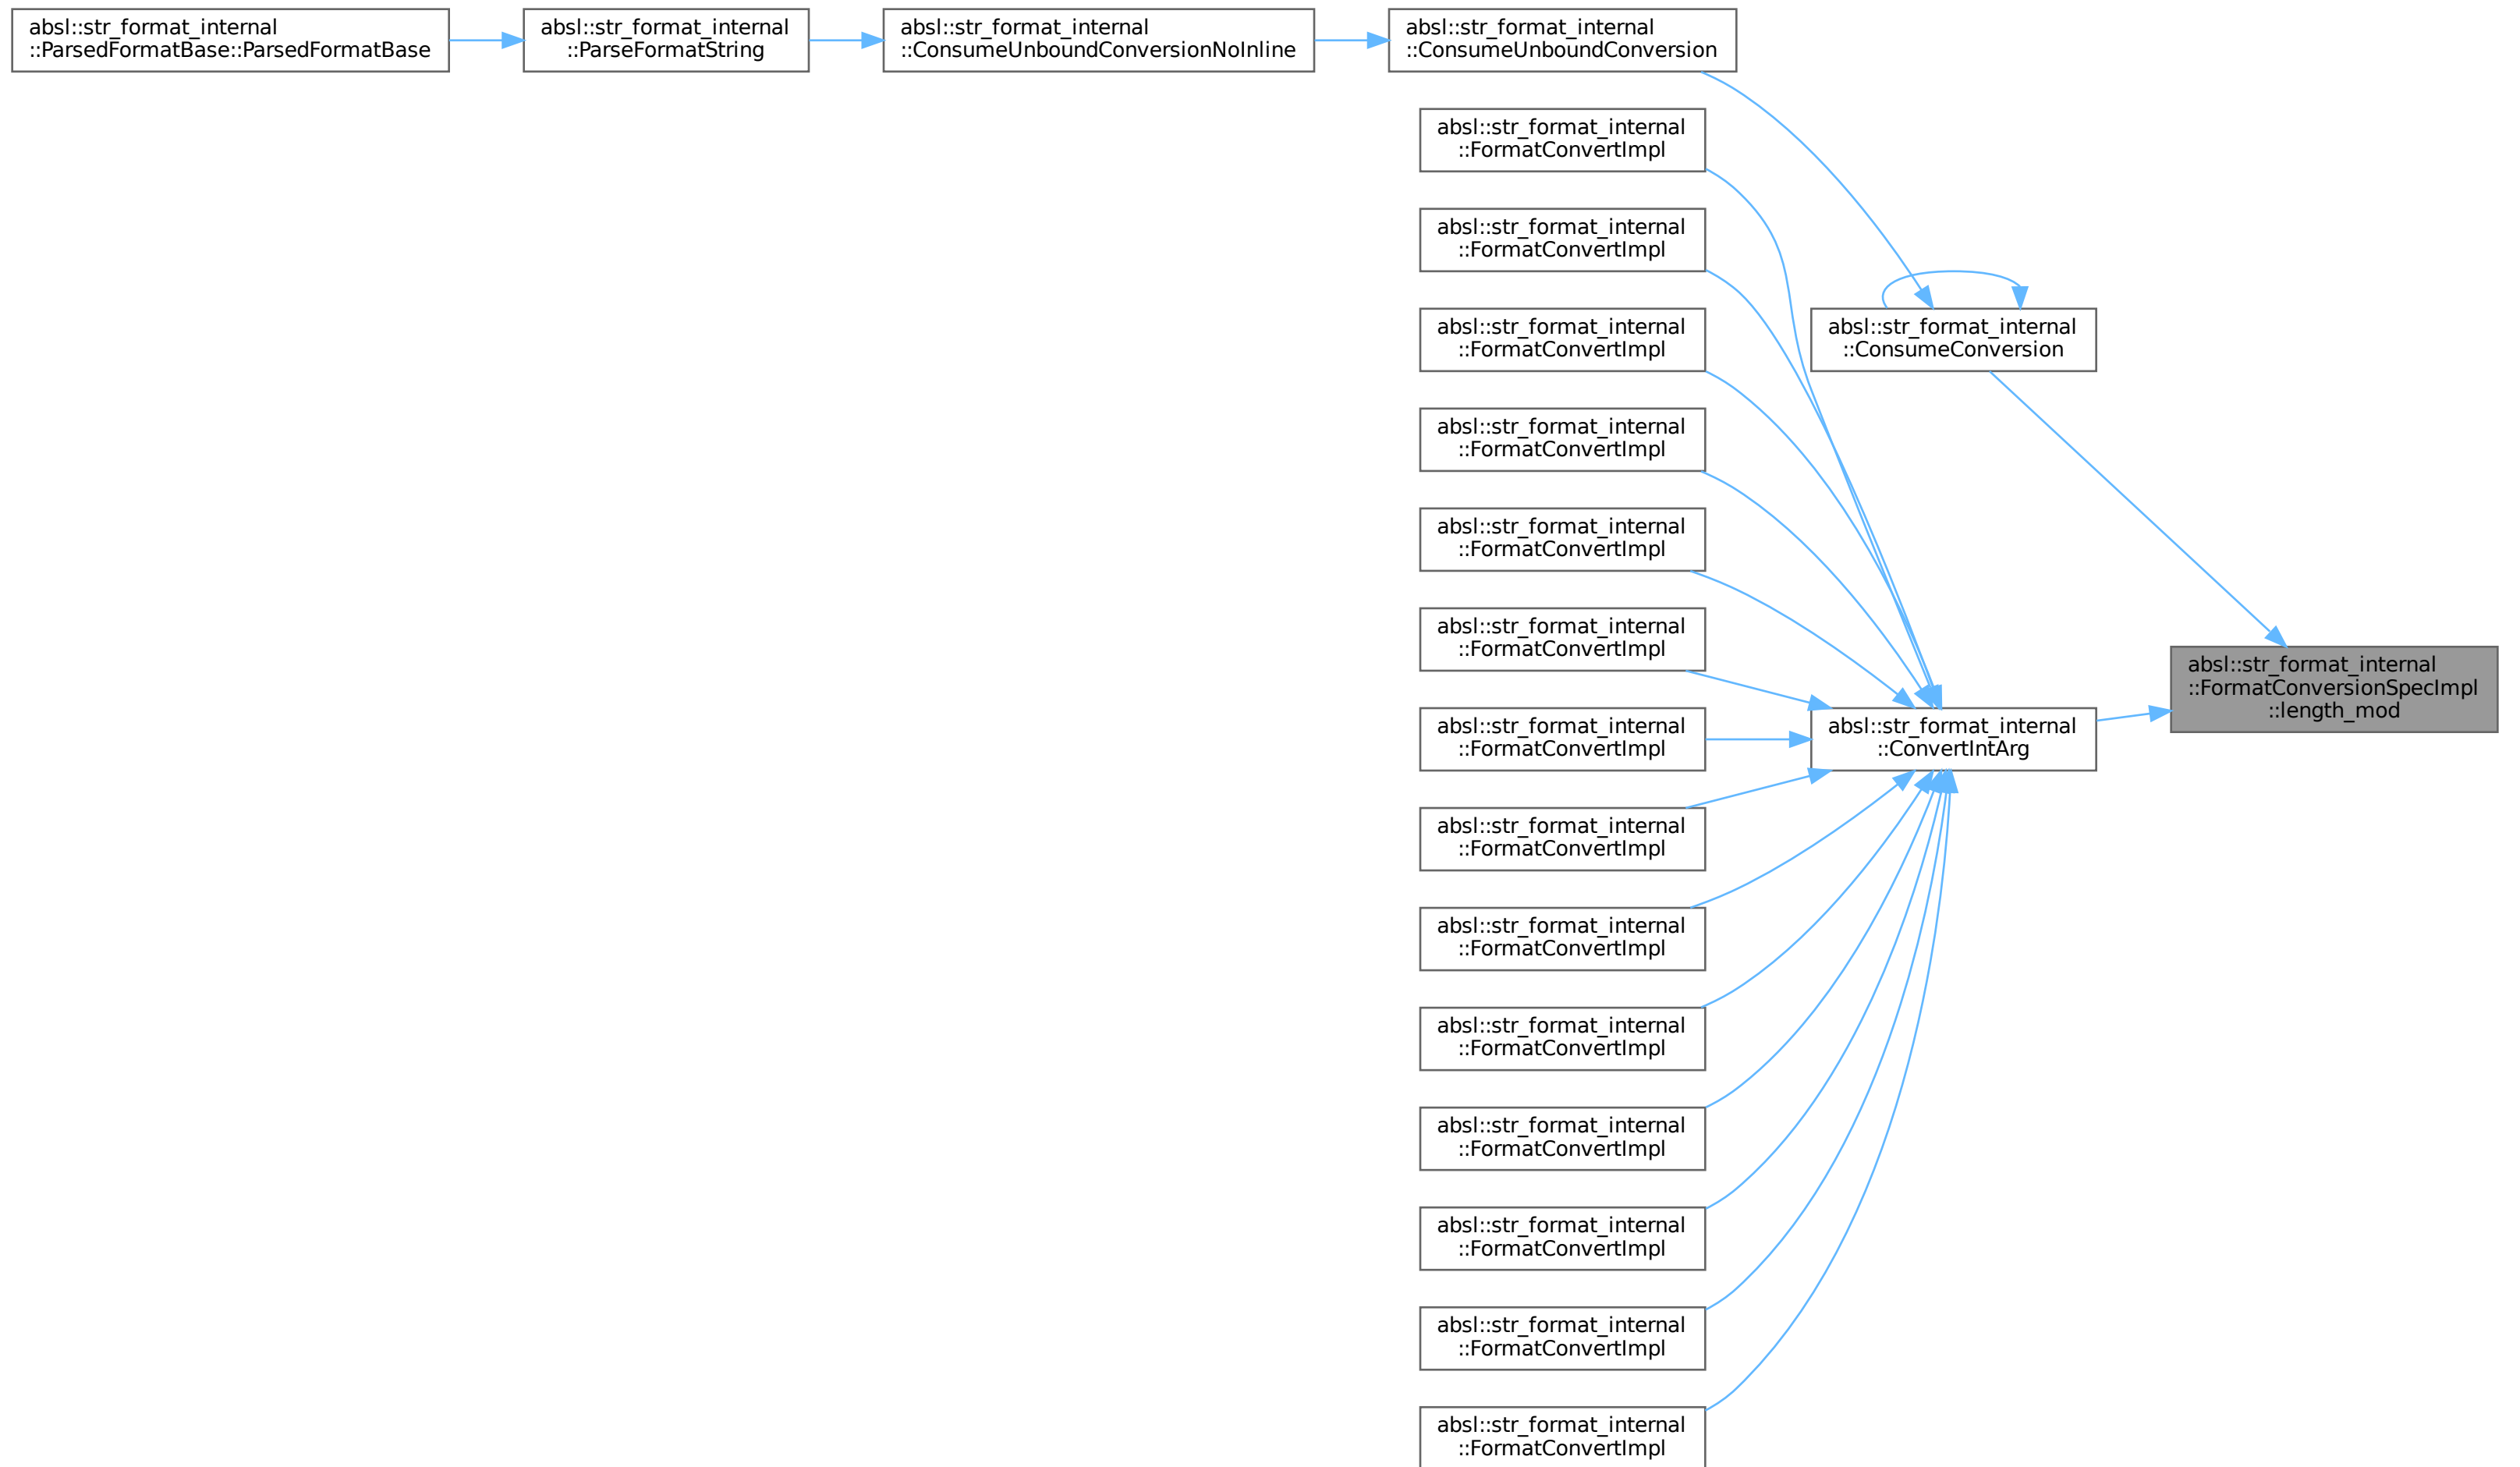 absl::str_format_internal
::ParsedFormatBase::ParsedFormatBase
absl::str_format_internal
::ParseFormatString
absl::str_format_internal
::ConsumeUnboundConversionNoInline
absl::str_format_internal
::ConsumeUnboundConversion
absl::str_format_internal
::FormatConvertImpl
absl::str_format_internal
::FormatConvertImpl
absl::str_format_internal
::FormatConvertImpl
absl::str_format_internal
::ConsumeConversion
absl::str_format_internal
::FormatConvertImpl
absl::str_format_internal
::FormatConvertImpl
absl::str_format_internal
::FormatConvertImpl
absl::str_format_internal
::FormatConversionSpecImpl
::length_mod
absl::str_format_internal
::FormatConvertImpl
absl::str_format_internal
::ConvertIntArg
absl::str_format_internal
::FormatConvertImpl
absl::str_format_internal
::FormatConvertImpl
absl::str_format_internal
::FormatConvertImpl
absl::str_format_internal
::FormatConvertImpl
absl::str_format_internal
::FormatConvertImpl
absl::str_format_internal
::FormatConvertImpl
absl::str_format_internal
::FormatConvertImpl